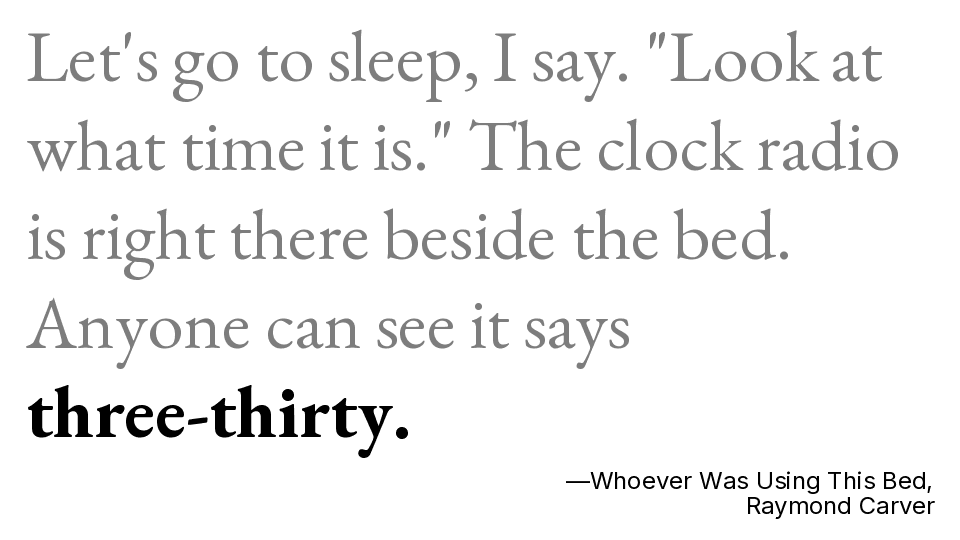 Let's go to sleep, I say. "Look at
what time it is." The clock radio
is right there beside the bed.
Anyone can see it says
three-thirty.
—Whoever Was Using This Bed,
Raymond Carver